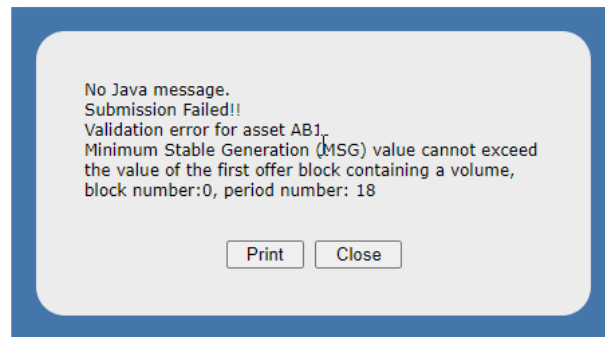 No Java message.
Submission Failed!!
Validation error for asset AB1
Minimum Stable Generation (MSG) value cannot exceed
the value of the first offer block containing a volume,
block number:0, period number: 18
Print Close